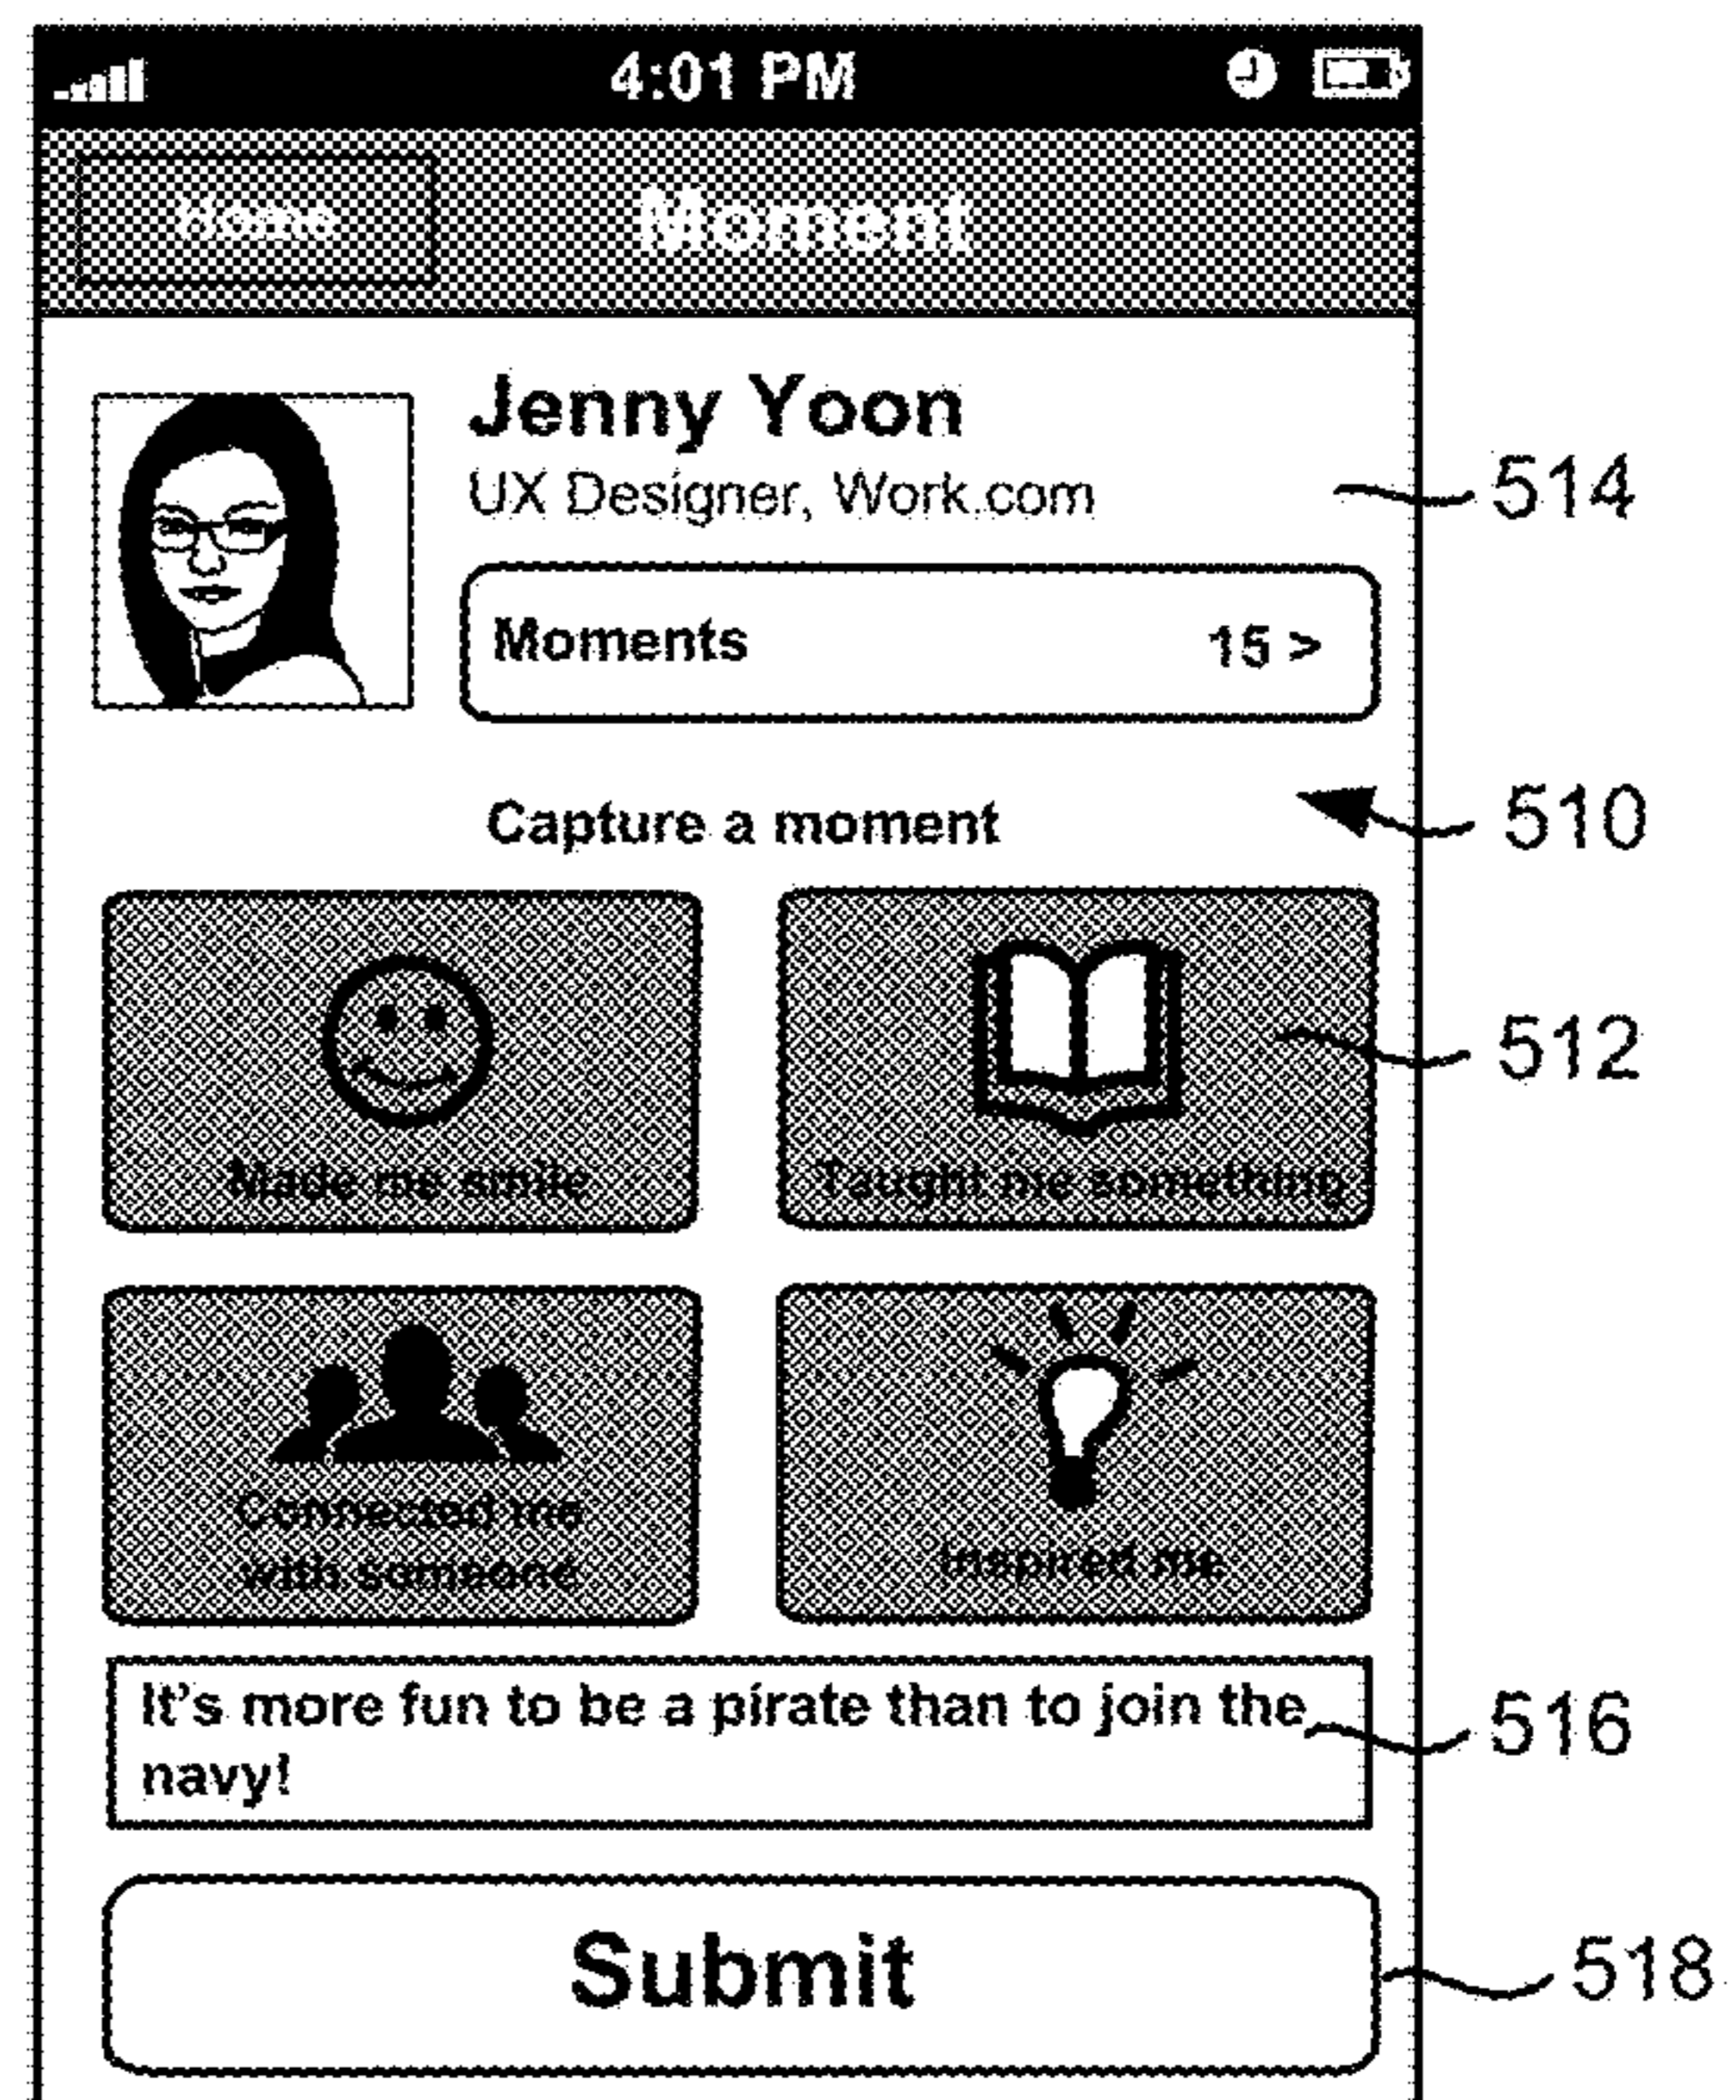 4:01 PM
Home
Moment
Jenny Yoon
UX Designer, Work.com
514
Moments
15 >
Capture a moment
510
512
Made me smile
Taught me something
Connected me
with someone
Inspired me
It's more fun to be a pirate than to join the
516
navy!
Submit
518